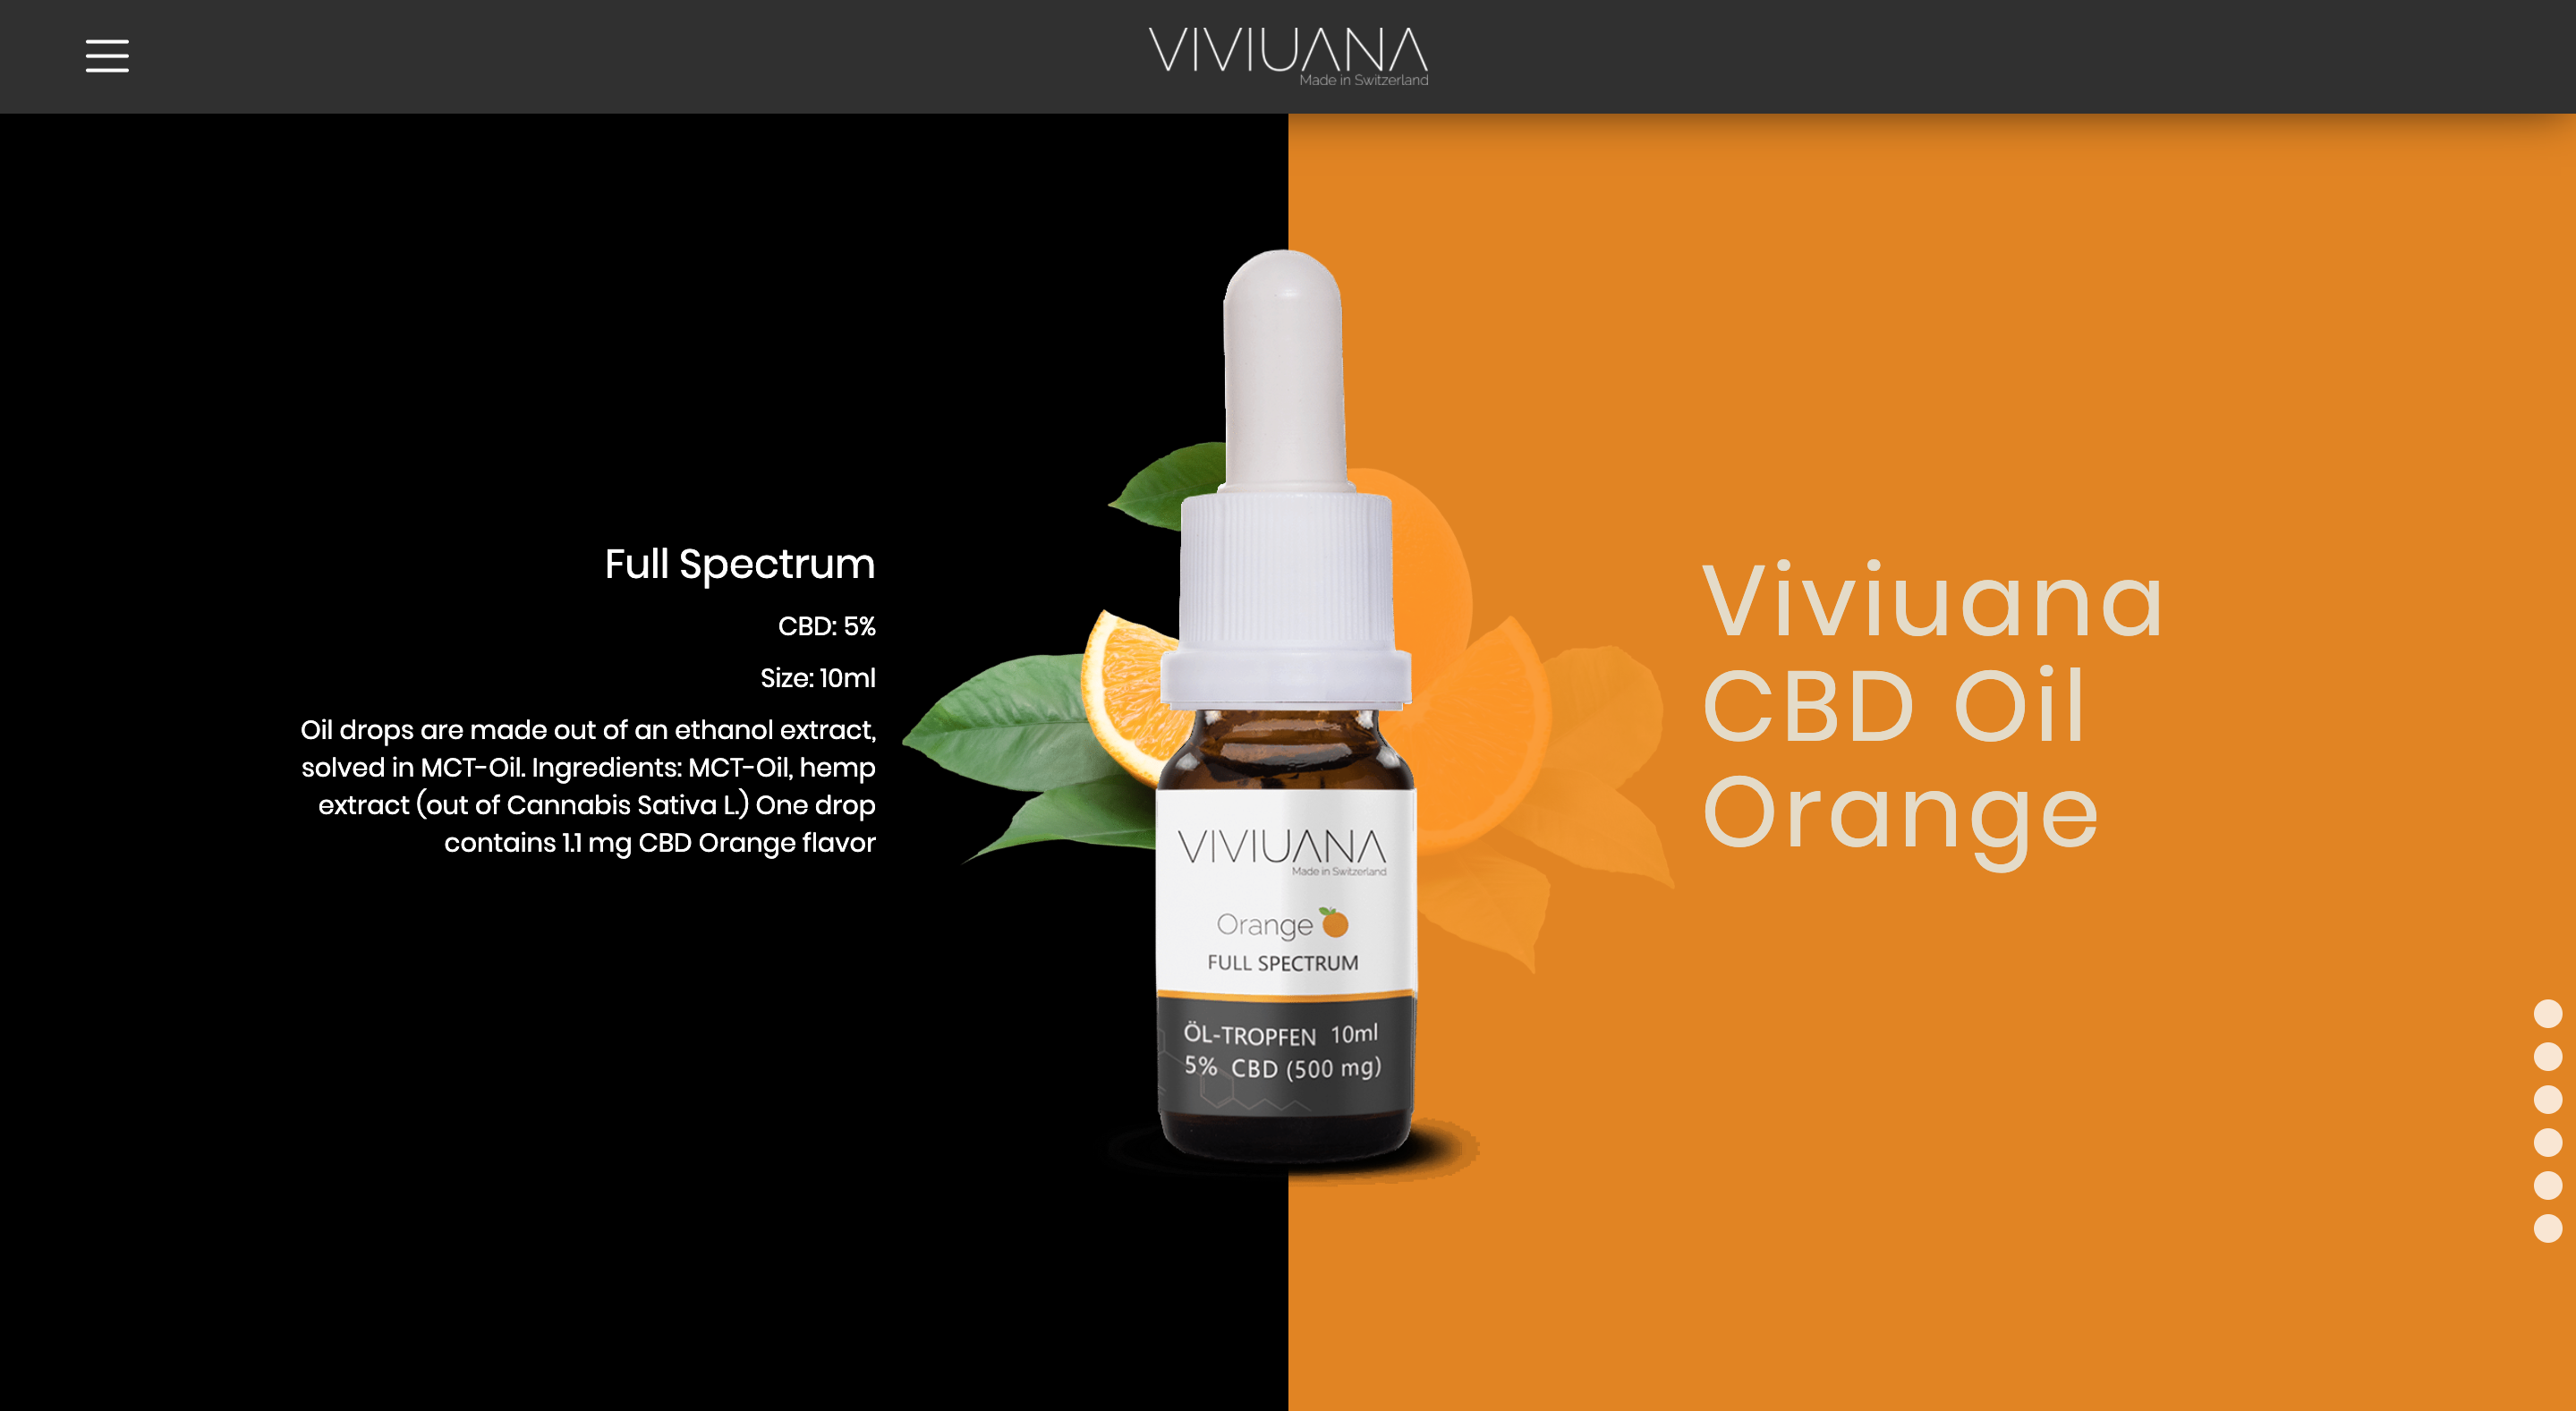 VIVIUANA
Made in Switzerland
Full Spectrum
CBD: 5%
Size: 10ml
Oil drops are made out of an ethanol extract,
solved in MCT-Oil. Ingredients: MCT-Oil, hemp
extract (out of Cannabis Sativa L.) One drop
contains 1.1 mg CBD Orange flavor
VIVIUANA
Made in Switzerland
Orange
FULL SPECTRUM
ÖL-TROPFEN 10ml
5% CBD (500 mg)
Viviuana
CBD Oil
Orange